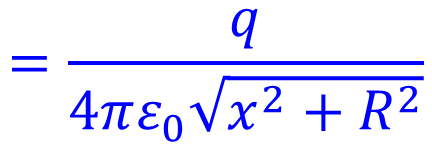 = q / (4πε₀√(x² + R²))